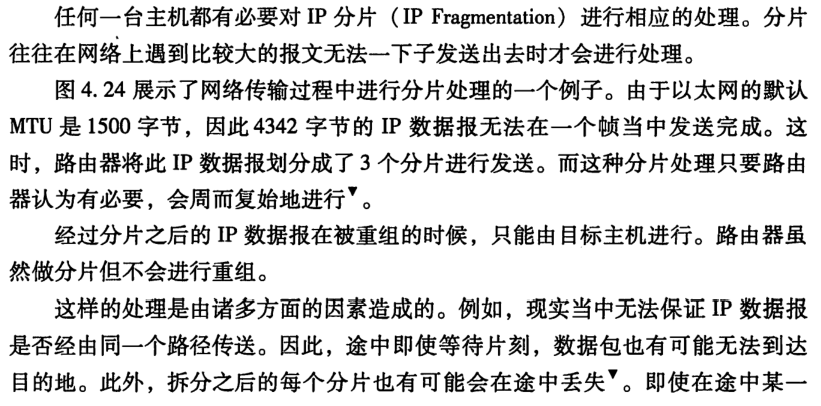 任何一台主机都有必要对 IP 分片（IP Fragmentation）进行相应的处理。分片
往往在网络上遇到比较大的报文无法一下子发送出去时才会进行处理。
图 4.24 展示了网络传输过程中进行分片处理的一个例子。由于以太网的默认
MTU 是 1500 字节，因此 4342 字节的 IP 数据报无法在一个帧当中发送完成。这
时，路由器将此 IP 数据报划分成了 3 个分片进行发送。而这种分片处理只要路由
器认为有必要，会周而复始地进行▼。
经过分片之后的 IP 数据报在被重组的时候，只能由目标主机进行。路由器虽
然做分片但不会进行重组。
这样的处理是由诸多方面的因素造成的。例如，现实当中无法保证 IP 数据报
是否经由同一个路径传送。因此，途中即使等待片刻，数据包也有可能无法到达
目的地。此外，拆分之后的每个分片也有可能会在途中丢失▼。即使在途中某一